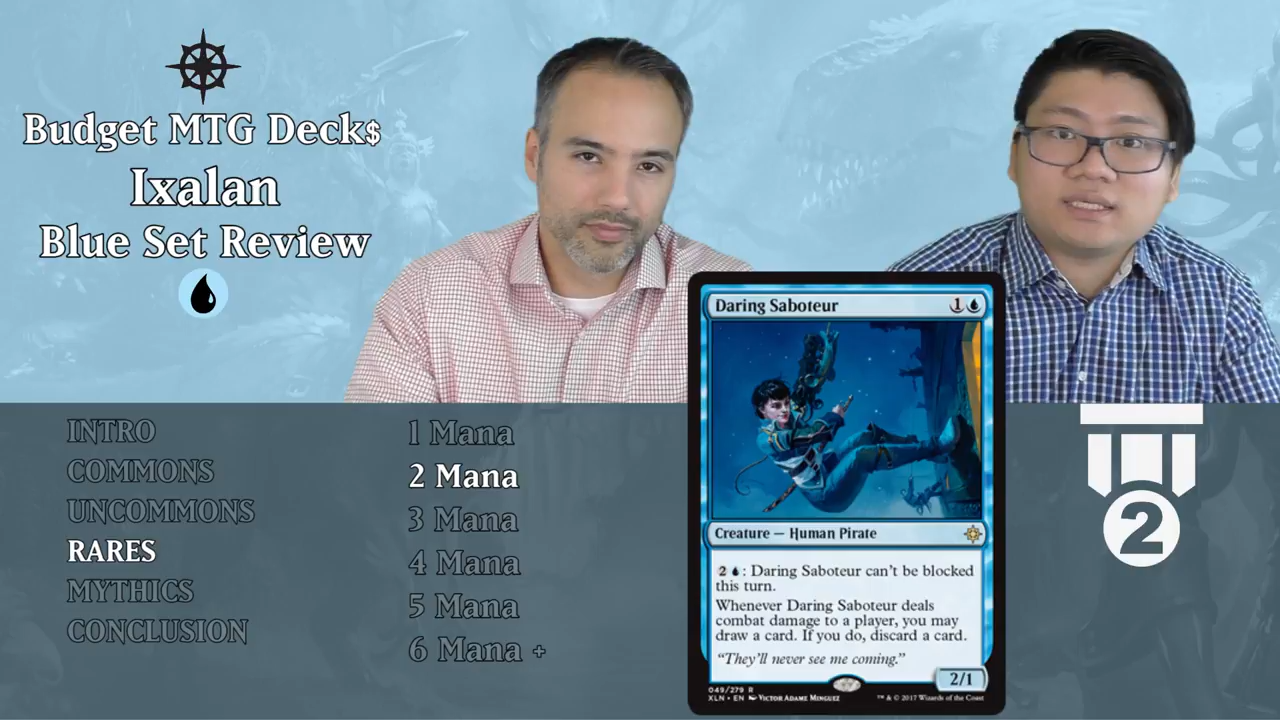 Budget MTG Deck$
Ixalan
Blue Set Review
INTRO
COMMONS
UNCOMMONS
RARES
MYTHICS
CONCLUSION
1 Mana
2 Mana
3 Mana
4 Mana
5 Mana
6 Mana +
Daring Saboteur 1
Creature — Human Pirate
2 : Daring Saboteur can't be blocked
this turn.
Whenever Daring Saboteur deals
combat damage to a player, you may
draw a card. If you do, discard a card.
"They'll never see me coming."
2/1
049/279 R
XLN • EN Victor Adame Minguez
™ & © 2017 Wizards of the Coast
2